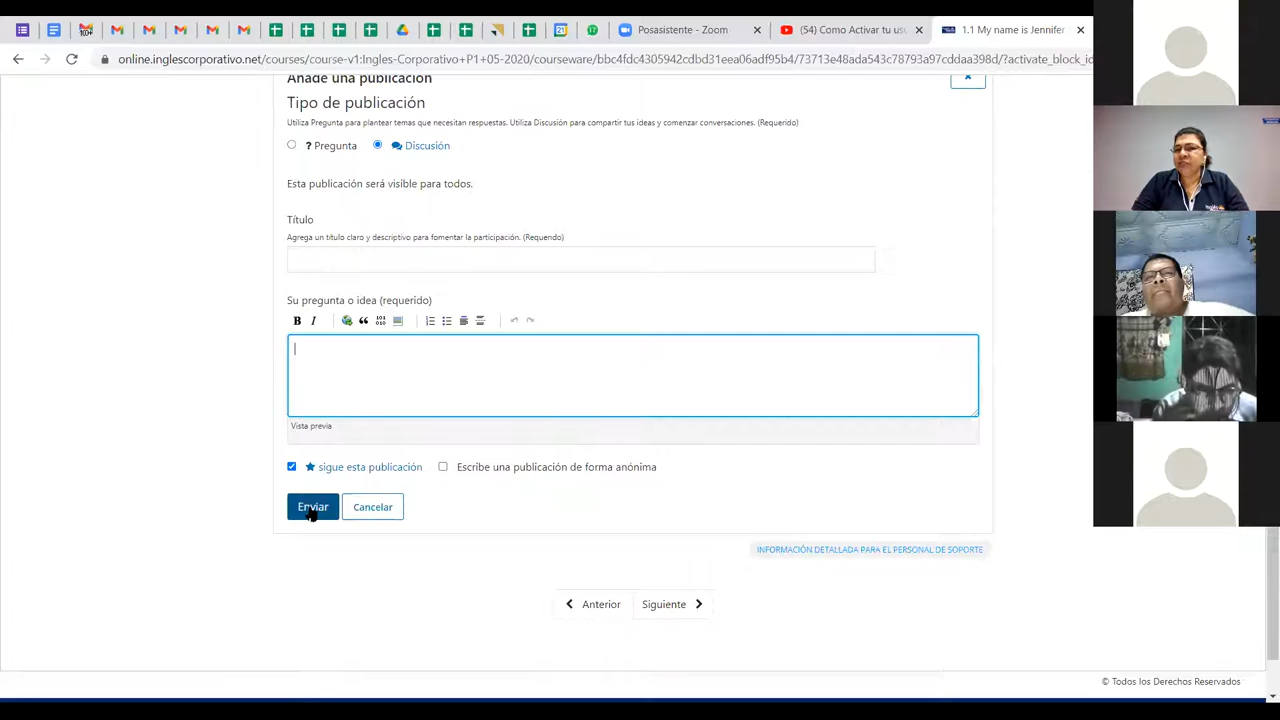 Posasistente - Zoom
(54) Como Activar tu usu
1.1 My name is Jennifer
online.inglescorporativo.net/courses/course-v1:Ingles-Corporativo+P1+05-2020/courseware/bbc4fdc4305942cdbd31eea06adf95b4/73713e48ada543c78793a97cddaa398d/?activate_block_id
Añade una publicación
Tipo de publicación
Utiliza Pregunta para plantear temas que necesitan respuestas. Utiliza Discusión para compartir tus ideas y comenzar conversaciones. (Requerido)
? Pregunta Discusión
Esta publicación será visible para todos.
Título
Agrega un título claro y descriptivo para fomentar la participación. (Requerido)
Su pregunta o idea (requerido)
B I
Vista previa
sigue esta publicación Escribe una publicación de forma anónima
Enviar Cancelar
INFORMACIÓN DETALLADA PARA EL PERSONAL DE SOPORTE
Anterior Siguiente
© Todos los Derechos Reservados